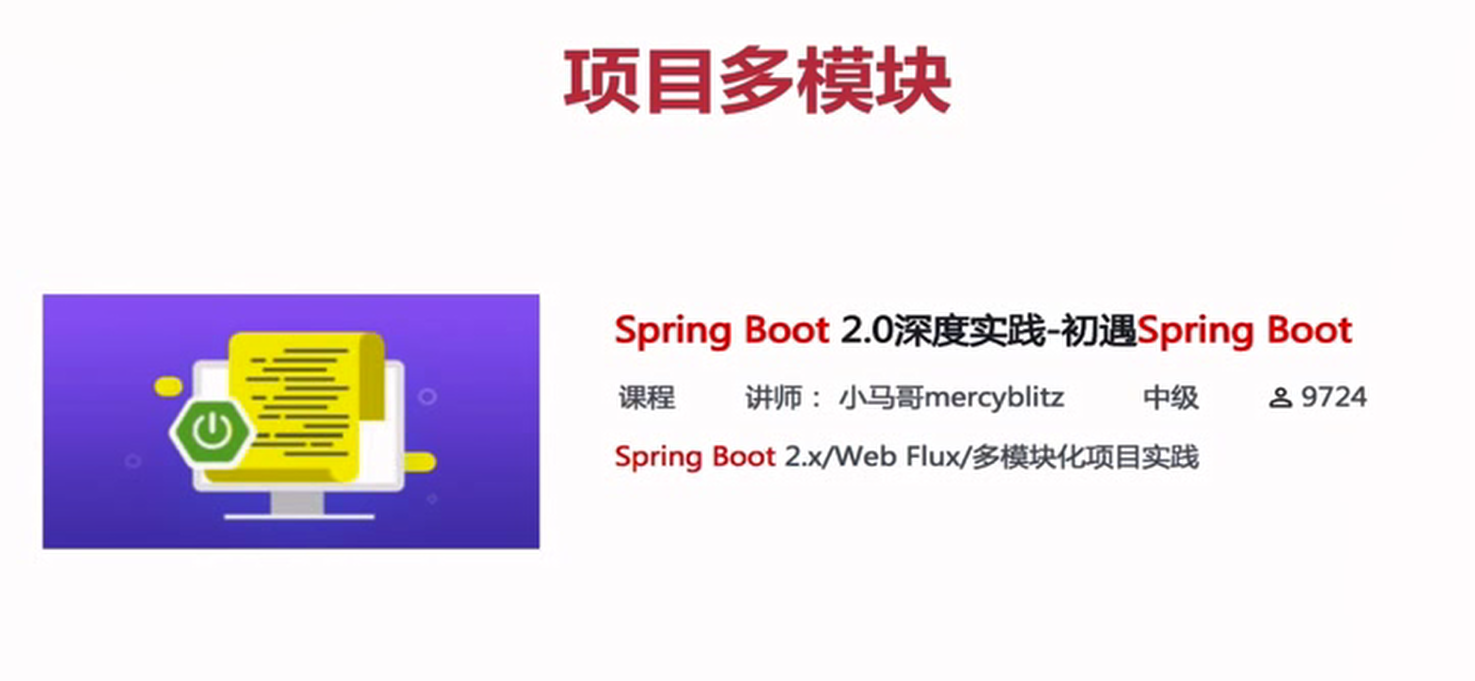 项目多模块
Spring Boot 2.0深度实践-初遇Spring Boot
课程 讲师： 小马哥mercyblitz 中级 9724
Spring Boot 2.x/Web Flux/多模块化项目实践